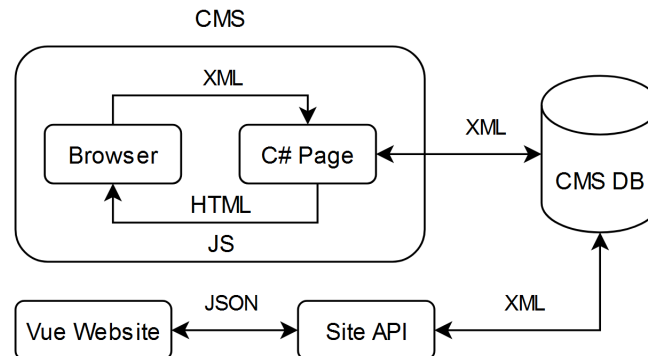 CMS
XML
Browser
C# Page
XML
CMS DB
HTML
JS
JSON
XML
Vue Website
Site API